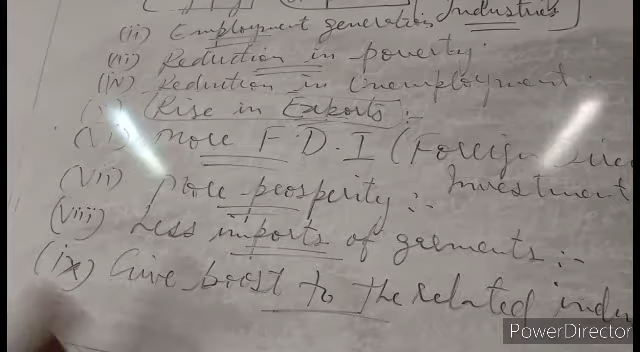 Industries
(ii) Employment generation
(iii) Reduction in poverty.
(iv) Reduction in Unemployment.
(v) Rise in Exports :-
(vi) More F.D.I (Foreign
Investment
(vii) More prosperity :-
(viii) Less imports of garments :-
(ix) Give boost to the related indu
PowerDirector